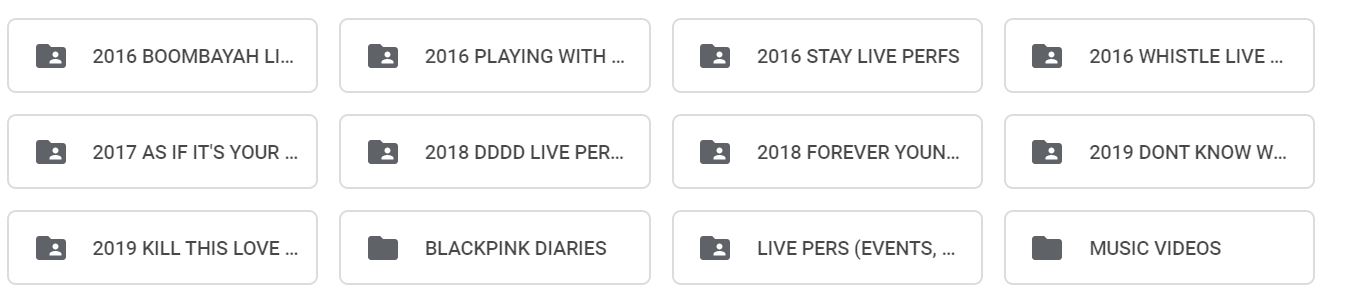 2016 BOOMBAYAH LI...
2016 PLAYING WITH ...
2016 STAY LIVE PERFS
2016 WHISTLE LIVE ...
2017 AS IF IT'S YOUR ...
2018 DDDD LIVE PER...
2018 FOREVER YOUN...
2019 DONT KNOW W...
2019 KILL THIS LOVE ...
BLACKPINK DIARIES
LIVE PERS (EVENTS, ...
MUSIC VIDEOS